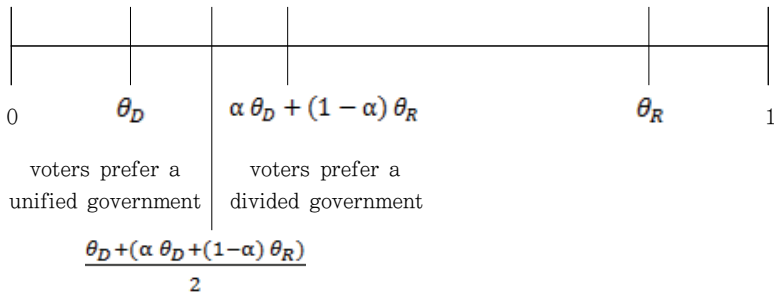 0 θ_D α θ_D + (1 − α) θ_R θ_R 1
voters prefer a voters prefer a
unified government divided government
θ_D+(α θ_D+(1−α) θ_R)
2